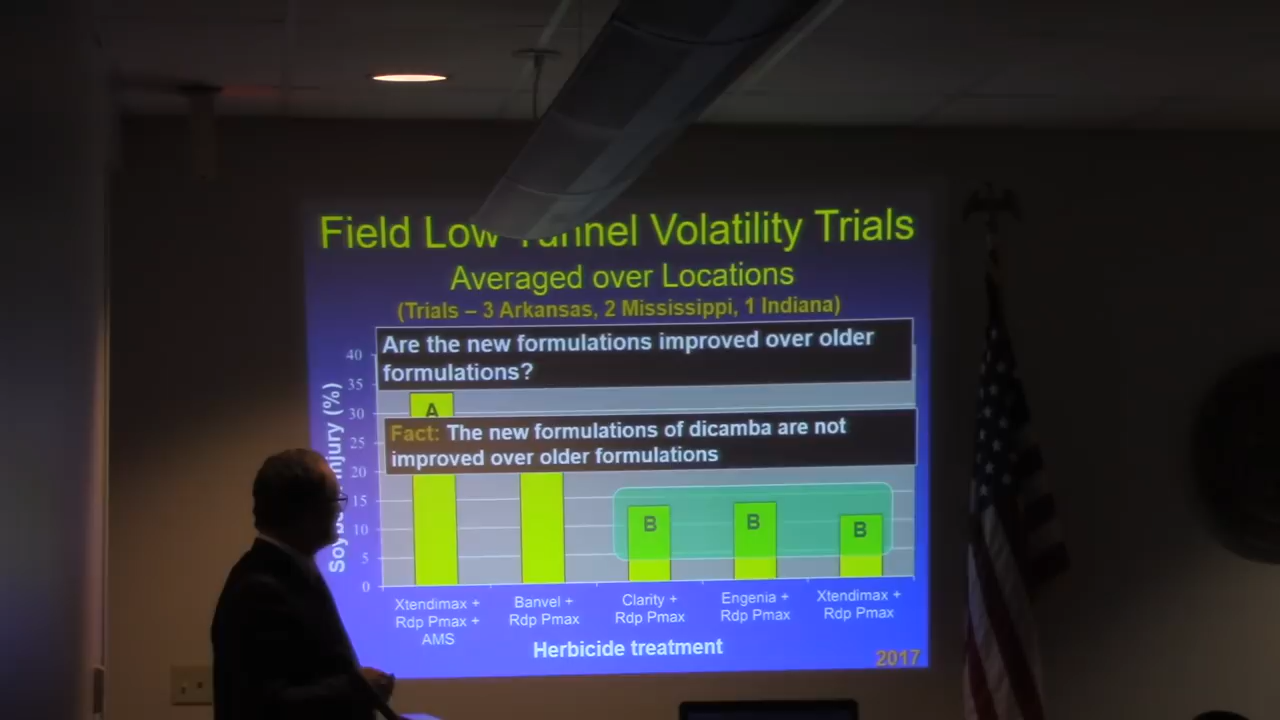 Field Low Tunnel Volatility Trials
Averaged over Locations
(Trials – 3 Arkansas, 2 Mississippi, 1 Indiana)
Are the new formulations improved over older
formulations?
40
35
30
25
20
15
10
5
0
Injury (%)
A
Fact: The new formulations of dicamba are not
improved over older formulations
B
B
B
Xtendimax +
Rdp Pmax +
AMS
Banvel +
Rdp Pmax
Clarity +
Rdp Pmax
Engenia +
Rdp Pmax
Xtendimax +
Rdp Pmax
Herbicide treatment
2017